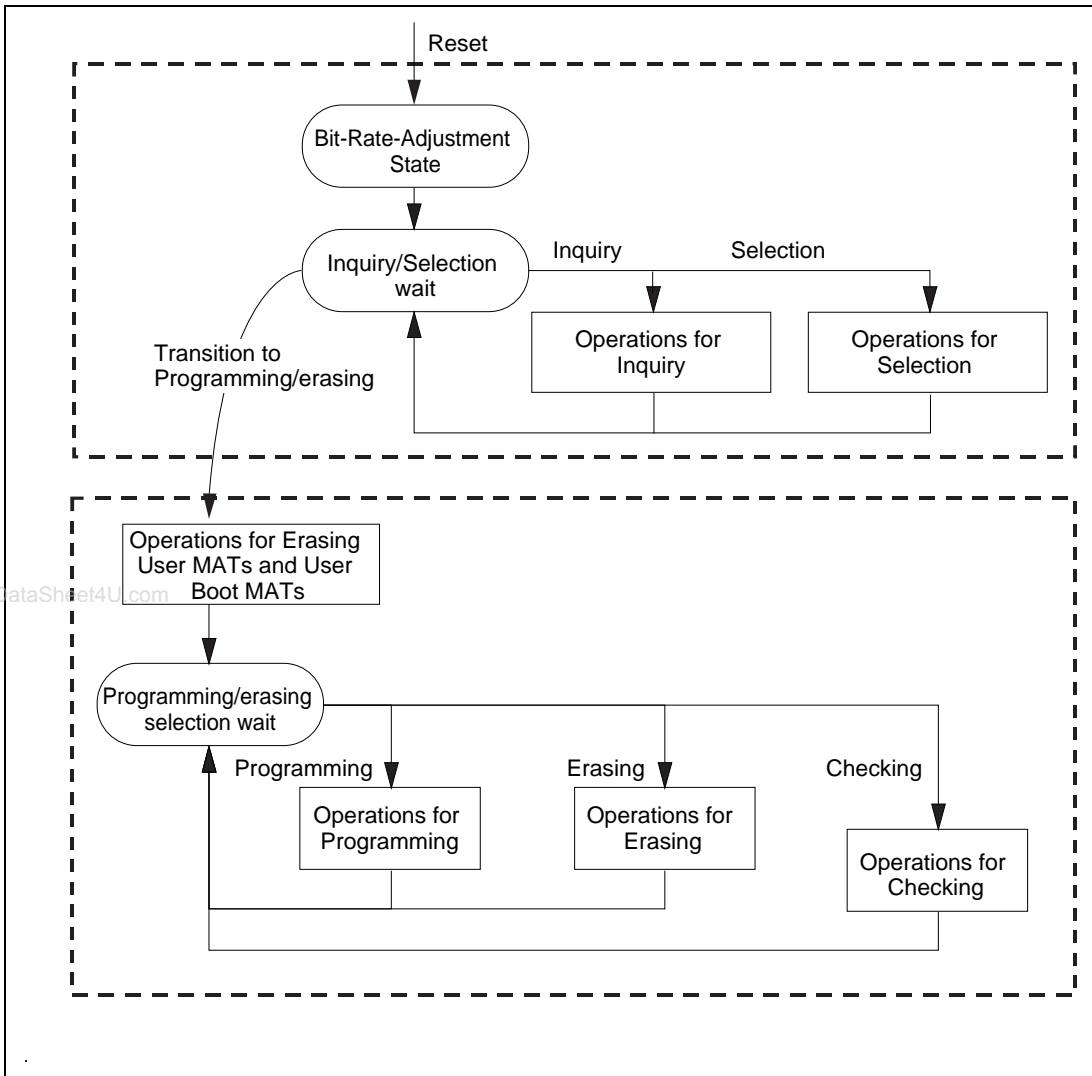 Reset
Bit-Rate-Adjustment
State
Inquiry/Selection
wait
Inquiry
Selection
Operations for
Inquiry
Operations for
Selection
Transition to
Programming/erasing
Operations for Erasing
User MATs and User
Boot MATs
ataSheet4U.com
Programming/erasing
selection wait
Programming
Erasing
Checking
Operations for
Programming
Operations for
Erasing
Operations for
Checking